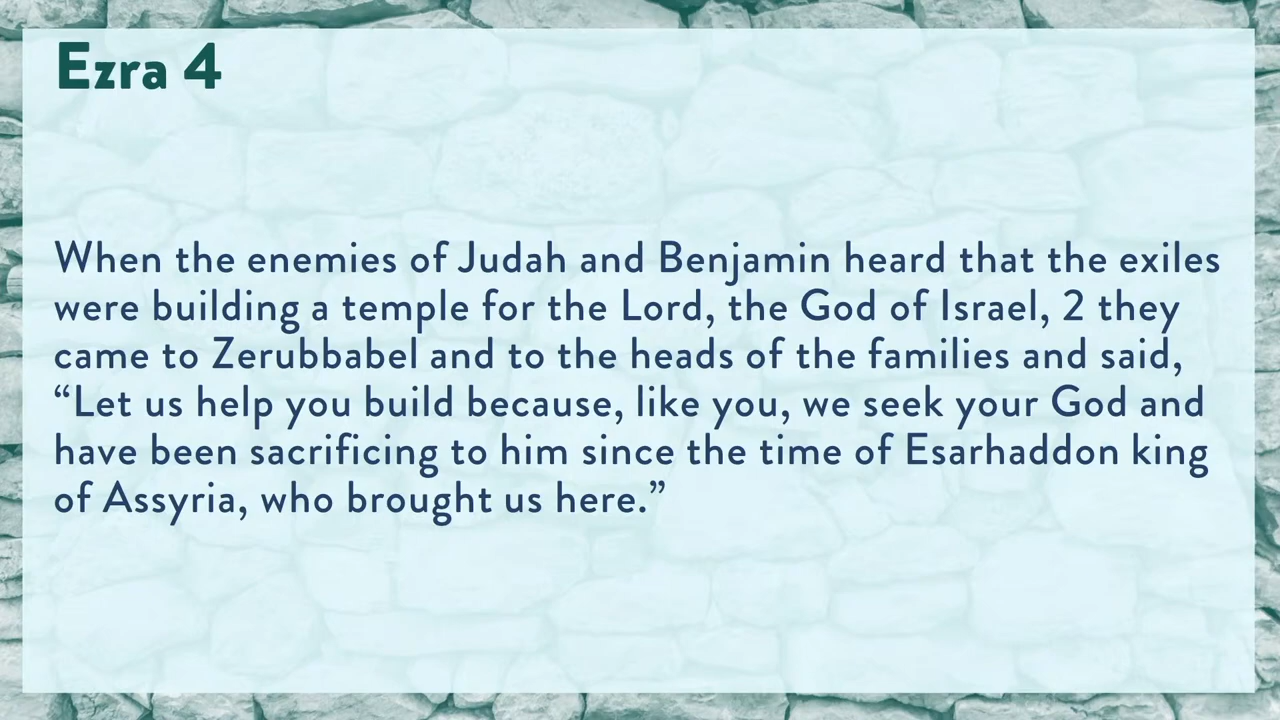 Ezra 4
When the enemies of Judah and Benjamin heard that the exiles
were building a temple for the Lord, the God of Israel, 2 they
came to Zerubbabel and to the heads of the families and said,
“Let us help you build because, like you, we seek your God and
have been sacrificing to him since the time of Esarhaddon king
of Assyria, who brought us here.”